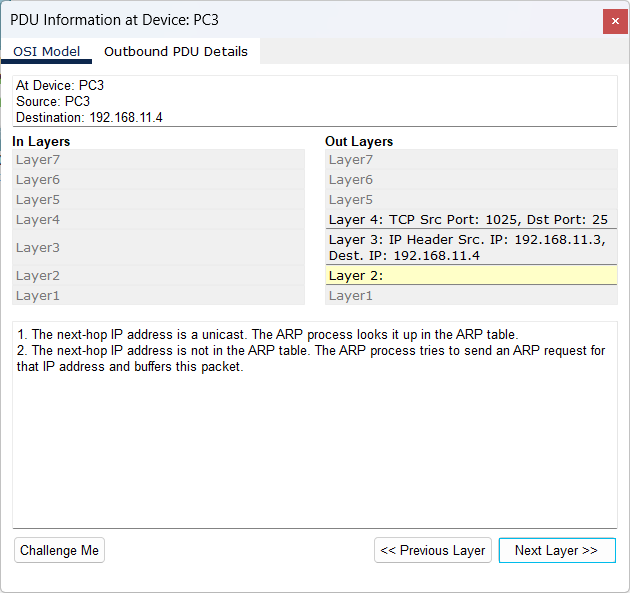 PDU Information at Device: PC3
OSI Model
Outbound PDU Details
At Device: PC3
Source: PC3
Destination: 192.168.11.4
In Layers
Layer7
Layer6
Layer5
Layer4
Layer3
Layer2
Layer1
Out Layers
Layer7
Layer6
Layer5
Layer 4: TCP Src Port: 1025, Dst Port: 25
Layer 3: IP Header Src. IP: 192.168.11.3,
Dest. IP: 192.168.11.4
Layer 2:
Layer1
1. The next-hop IP address is a unicast. The ARP process looks it up in the ARP table.
2. The next-hop IP address is not in the ARP table. The ARP process tries to send an ARP request for
that IP address and buffers this packet.
Challenge Me
<< Previous Layer
Next Layer >>